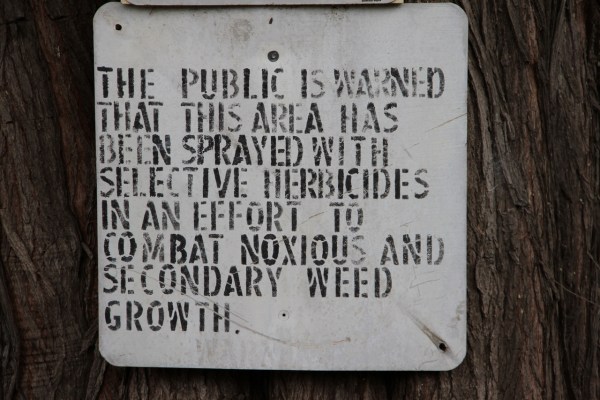 THE PUBLIC IS WARNED
THAT THIS AREA HAS
BEEN SPRAYED WITH
SELECTIVE HERBICIDES
IN AN EFFORT TO
COMBAT NOXIOUS AND
SECONDARY WEED
GROWTH.